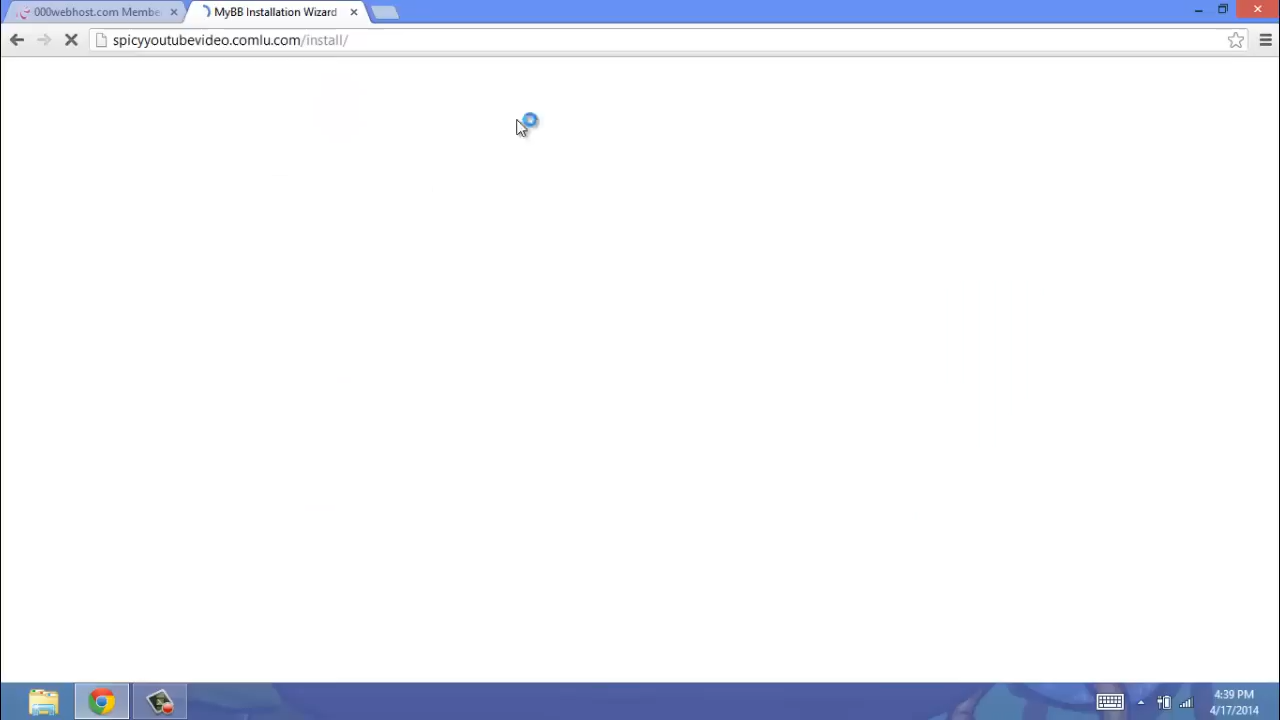 000webhost.com Membe
MyBB Installation Wizard
spicyyoutubevideo.comlu.com/install/
4:39 PM
4/17/2014